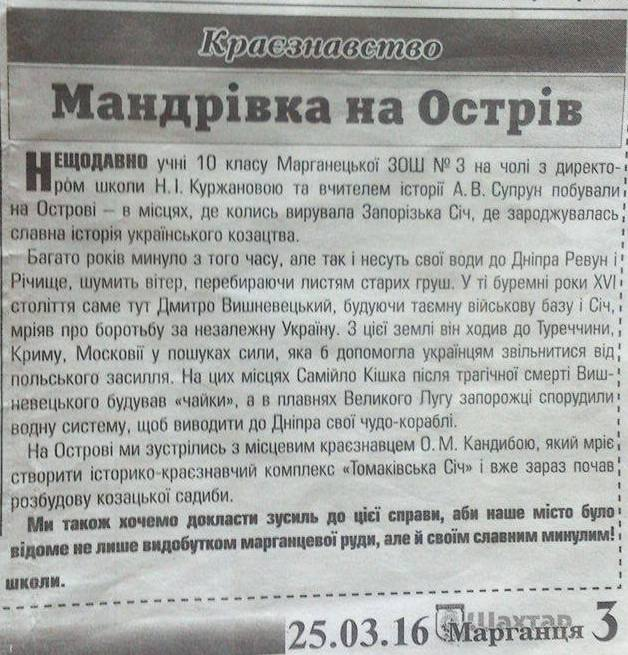 Краєзнавство
Мандрівка на Острів
НЕЩОДАВНО учні 10 класу Марганецької ЗОШ №3 на чолі з директо-
ром школи Н.І. Куржановою та вчителем історії А.В. Супрун побували
на Острові – в місцях, де колись вирувала Запорізька Січ, де зароджувалась
славна історія українського козацтва.
Багато років минуло з того часу, але так і несуть свої води до Дніпра Ревун і
Річище, шумить вітер, перебираючи листям старих груш. У ті буремні роки XVI
століття саме тут Дмитро Вишневецький, будуючи таємну військову базу і Січ,
мріяв про боротьбу за незалежну Україну. З цієї землі він ходив до Туреччини,
Криму, Московії у пошуках сили, яка б допомогла українцям звільнитися від
польського засилля. На цих місцях Самійло Кішка після трагічної смерті Виш-
невецького будував «чайки», а в плавнях Великого Лугу запорожці спорудили
водну систему, щоб виводити до Дніпра свої чудо-кораблі.
На Острові ми зустрілись з місцевим краєзнавцем О.М. Кандибою, який мріє
створити історико-краєзнавчий комплекс «Томаківська Січ» і вже зараз почав
розбудову козацької садиби.
Ми також хочемо докласти зусиль до цієї справи, аби наше місто було
відоме не лише видобутком марганцевої руди, але й своїм славним минулим!
школи.
25.03.16 Шахтар Марганця 3